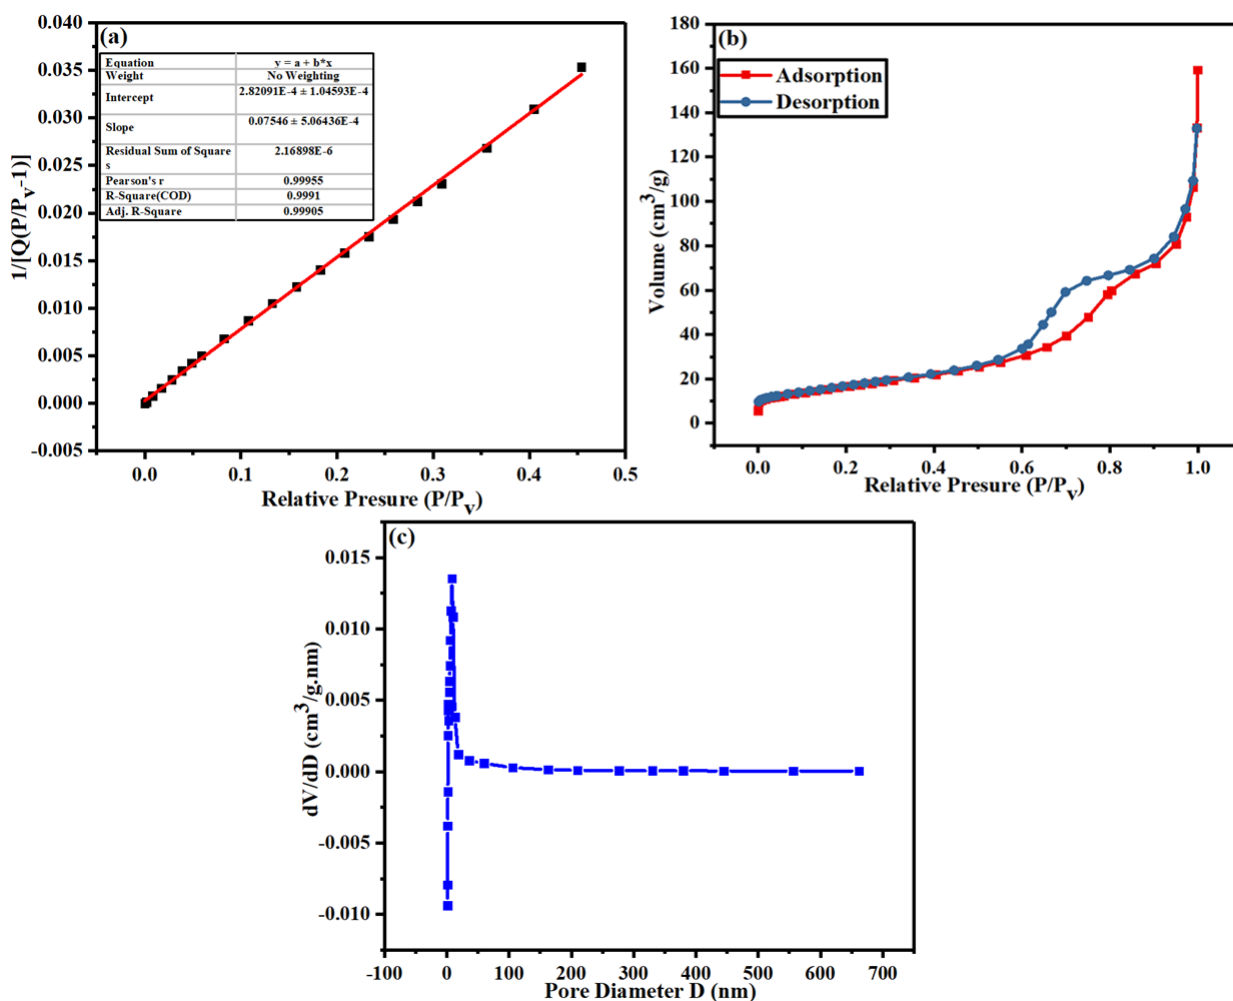 (a)
0.040
0.035
0.030
0.025
0.020
0.015
0.010
0.005
0.000
-0.005
1/[Q(P/Pv-1)]
Equation y = a + b*x
Weight No Weighting
Intercept 2.82091E-4 ± 1.04593E-4
Slope 0.07546 ± 5.06436E-4
Residual Sum of Square
s 2.16898E-6
Pearson's r 0.99955
R-Square(COD) 0.9991
Adj. R-Square 0.99905
0.0 0.1 0.2 0.3 0.4 0.5
Relative Presure (P/Pv)
(b)
180
160
140
120
100
80
60
40
20
0
Volume (cm3/g)
Adsorption
Desorption
0.0 0.2 0.4 0.6 0.8 1.0
Relative Presure (P/Pv)
(c)
0.015
0.010
0.005
0.000
-0.005
-0.010
dV/dD (cm3/g.nm)
-100 0 100 200 300 400 500 600 700
Pore Diameter D (nm)